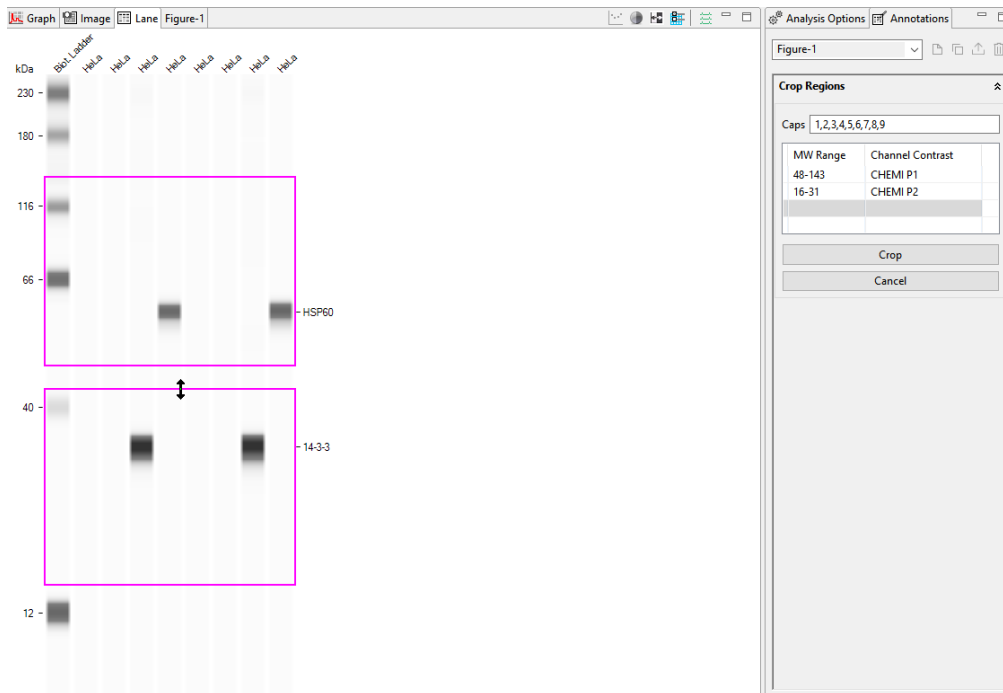 Graph Image Lane Figure-1
Analysis Options Annotations
kDa
Biot. Ladder HeLa HeLa HeLa HeLa HeLa HeLa HeLa HeLa
230
180
116
66
HSP60
40
14-3-3
12
Figure-1
Crop Regions
Caps 1,2,3,4,5,6,7,8,9
MW Range Channel Contrast
48-143 CHEMI P1
16-31 CHEMI P2
Crop
Cancel